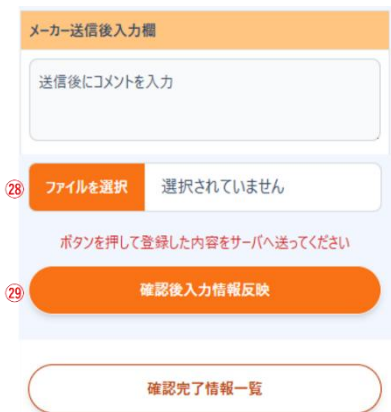 メーカー送信後入力欄
送信後にコメントを入力
㉘ ファイルを選択 選択されていません
ボタンを押して登録した内容をサーバへ送ってください
㉙ 確認後入力情報反映
確認完了情報一覧